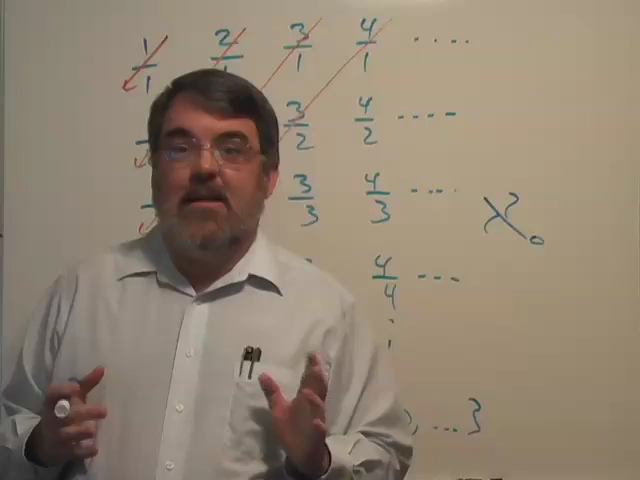 1/1 2/1 3/1 4/1 .....
3/2 4/2 .....
3/3 4/3 ....
4/4 ...
ℵ₀
, ... }